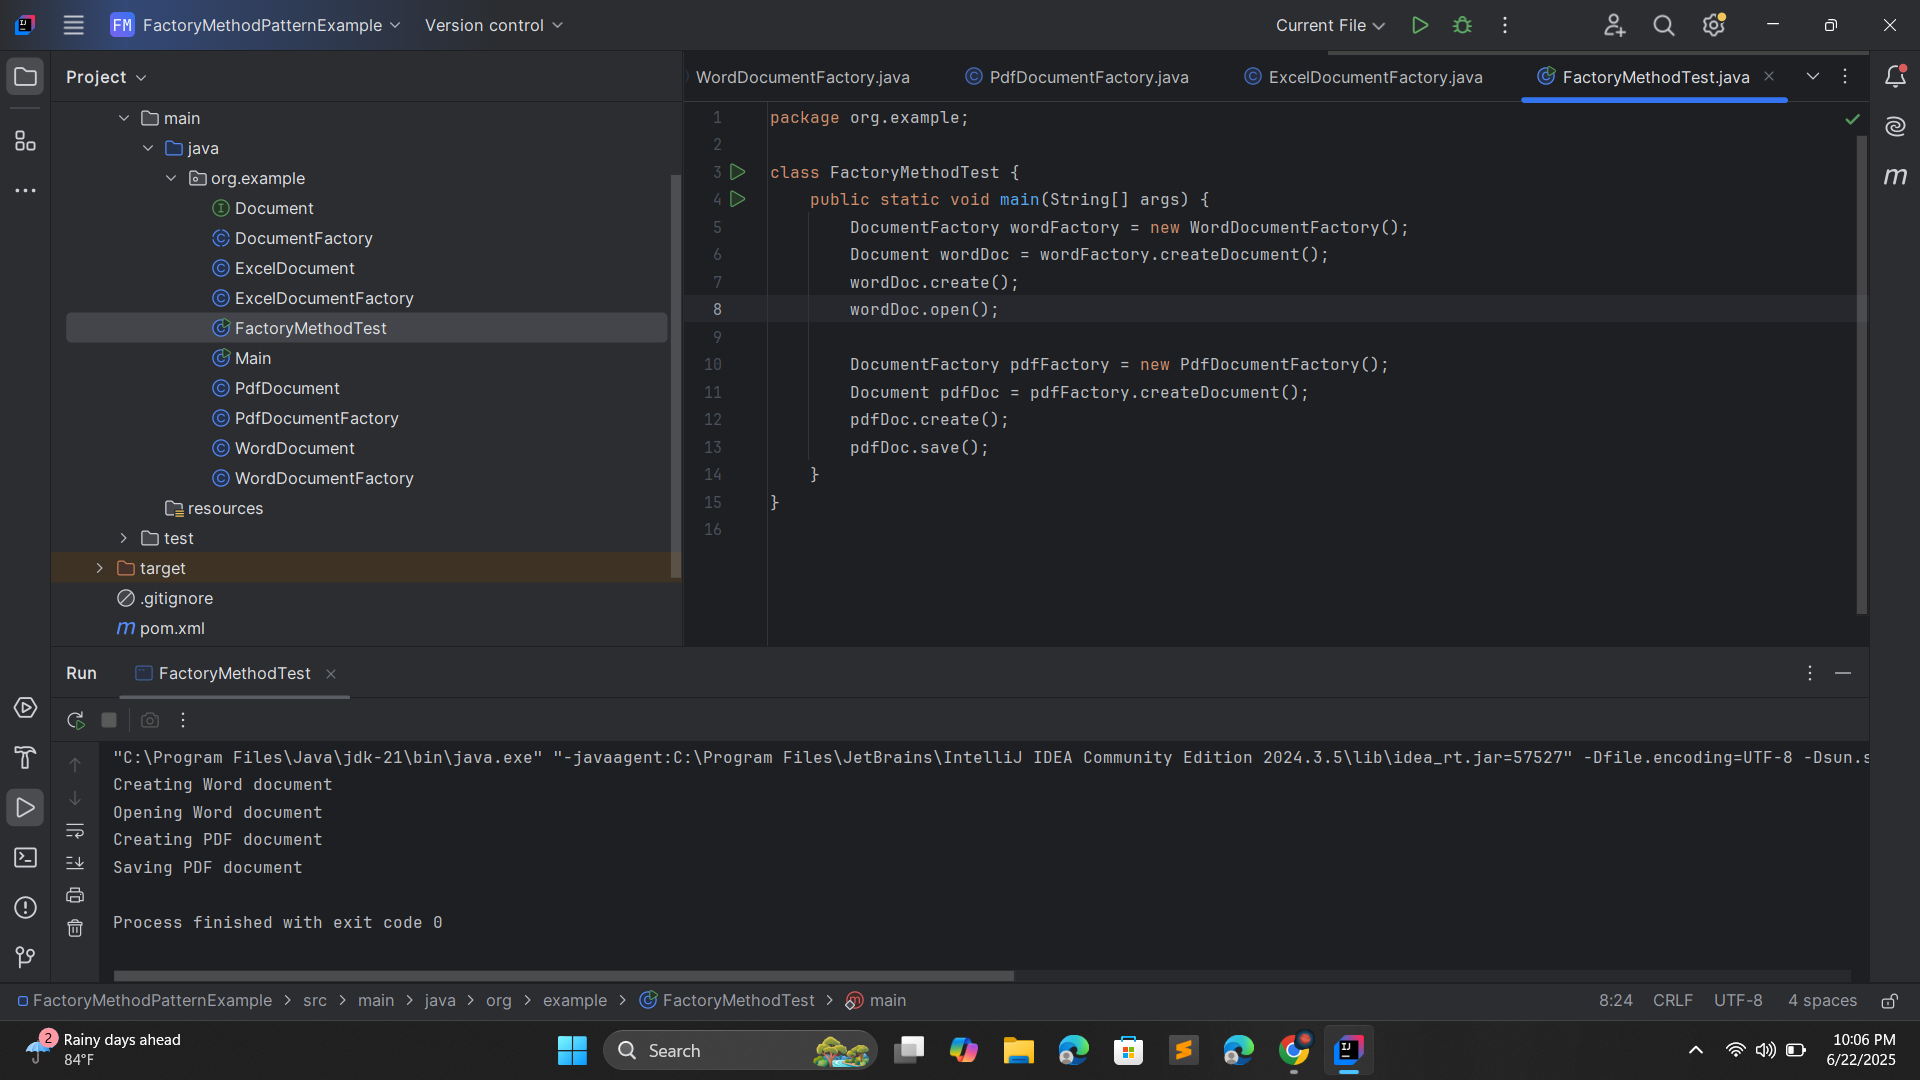 FM FactoryMethodPatternExample Version control Current File
Project
WordDocumentFactory.java PdfDocumentFactory.java ExcelDocumentFactory.java FactoryMethodTest.java
main
java
org.example
Document
DocumentFactory
ExcelDocument
ExcelDocumentFactory
FactoryMethodTest
Main
PdfDocument
PdfDocumentFactory
WordDocument
WordDocumentFactory
resources
test
target
.gitignore
pom.xml
1 package org.example;
2
3 class FactoryMethodTest {
4 public static void main(String[] args) {
5 DocumentFactory wordFactory = new WordDocumentFactory();
6 Document wordDoc = wordFactory.createDocument();
7 wordDoc.create();
8 wordDoc.open();
9
10 DocumentFactory pdfFactory = new PdfDocumentFactory();
11 Document pdfDoc = pdfFactory.createDocument();
12 pdfDoc.create();
13 pdfDoc.save();
14 }
15 }
16
Run FactoryMethodTest
"C:\Program Files\Java\jdk-21\bin\java.exe" "-javaagent:C:\Program Files\JetBrains\IntelliJ IDEA Community Edition 2024.3.5\lib\idea_rt.jar=57527" -Dfile.encoding=UTF-8 -Dsun.s
Creating Word document
Opening Word document
Creating PDF document
Saving PDF document
Process finished with exit code 0
FactoryMethodPatternExample > src > main > java > org > example > FactoryMethodTest > main 8:24 CRLF UTF-8 4 spaces
2 Rainy days ahead
84°F
Search
10:06 PM
6/22/2025